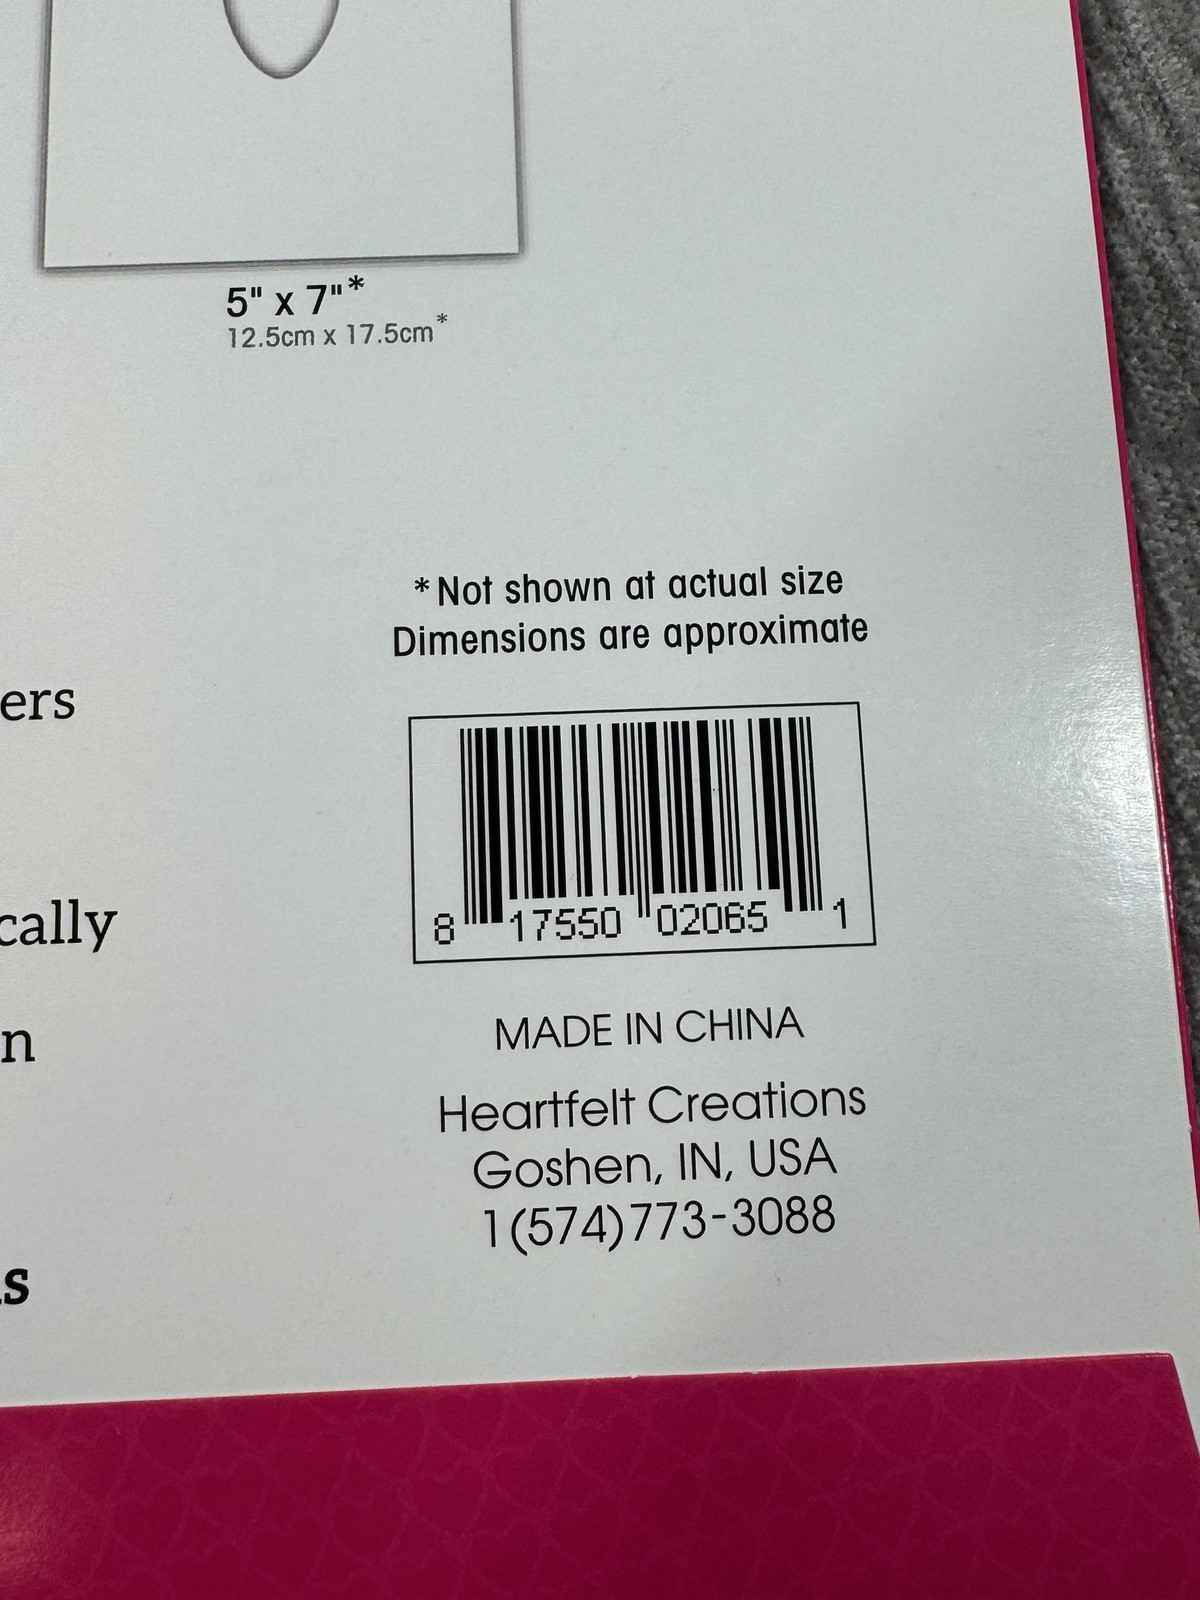 5" x 7"*
12.5cm x 17.5cm*
*Not shown at actual size
Dimensions are approximate
ers
cally
n
s
8 17550 02065 1
MADE IN CHINA
Heartfelt Creations
Goshen, IN, USA
1(574)773-3088